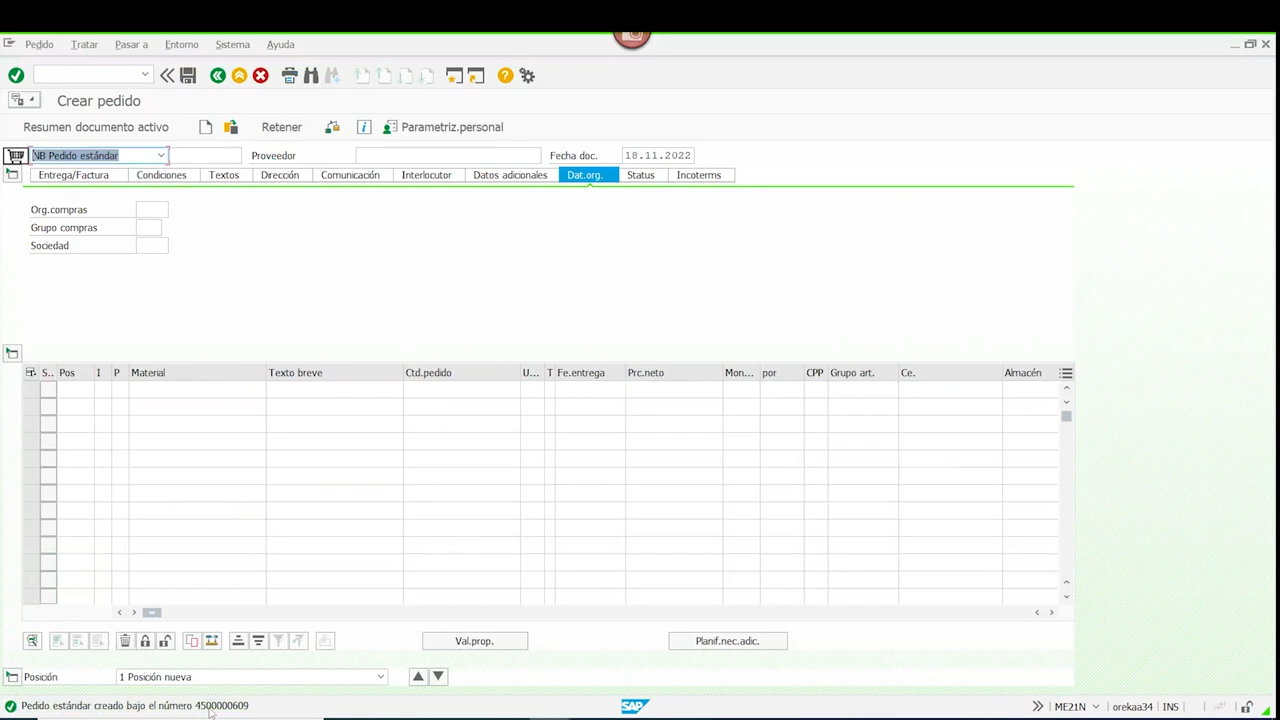 Pedido Tratar Pasar a Entorno Sistema Ayuda
Crear pedido
Resumen documento activo Retener Parametriz.personal
NB Pedido estándar Proveedor Fecha doc. 18.11.2022
Entrega/Factura Condiciones Textos Dirección Comunicación Interlocutor Datos adicionales Dat.org. Status Incoterms
Org.compras
Grupo compras
Sociedad
S.. Pos I P Material Texto breve Ctd.pedido U... T Fe.entrega Prc.neto Mon... por CPP Grupo art. Ce. Almacén
Val.prop. Planif.nec.adic.
Posición 1 Posición nueva
Pedido estándar creado bajo el número 4500000609 SAP ME21N orekaa34 INS